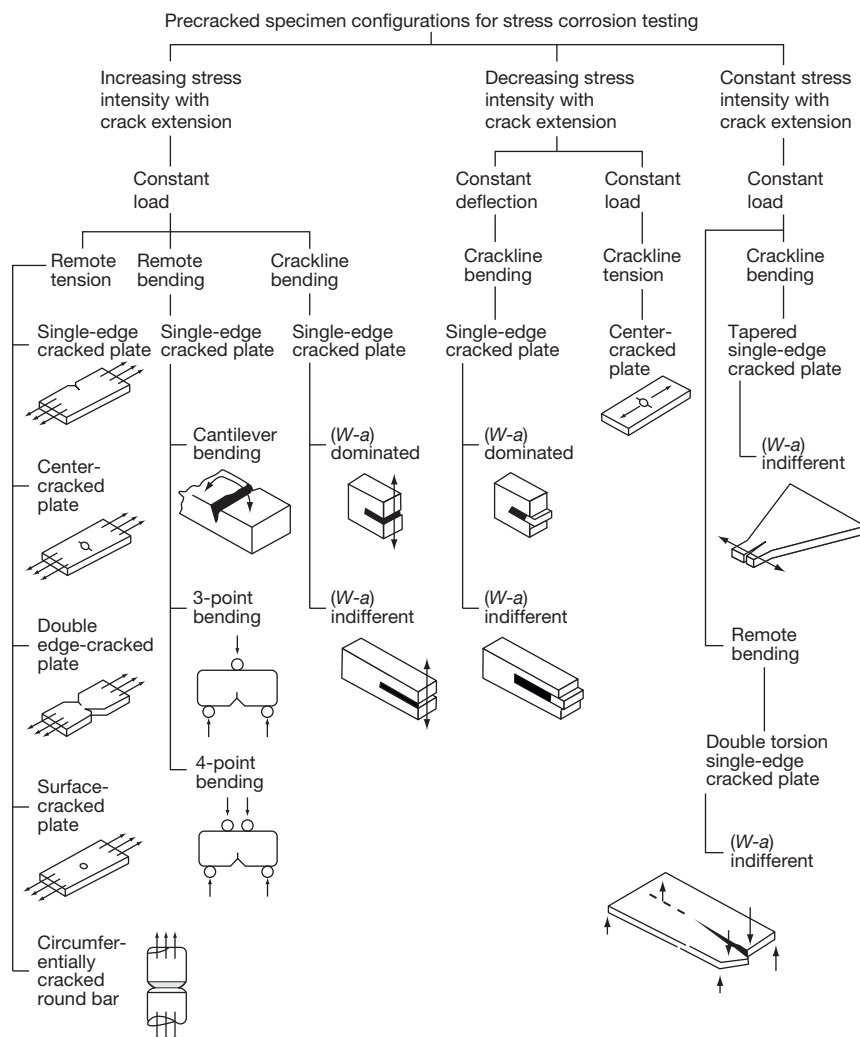 Precracked specimen configurations for stress corrosion testing
Increasing stress
intensity with
crack extension
Decreasing stress
intensity with
crack extension
Constant stress
intensity with
crack extension
Constant
load
Constant
deflection
Constant
load
Constant
load
Remote
tension
Remote
bending
Crackline
bending
Crackline
bending
Crackline
tension
Crackline
bending
Single-edge
cracked plate
Single-edge
cracked plate
Single-edge
cracked plate
Single-edge
cracked plate
Center-
cracked
plate
Tapered
single-edge
cracked plate
Cantilever
bending
(W-a)
dominated
(W-a)
dominated
(W-a)
indifferent
Center-
cracked
plate
3-point
bending
(W-a)
indifferent
(W-a)
indifferent
Double
edge-cracked
plate
Remote
bending
4-point
bending
Double torsion
single-edge
cracked plate
Surface-
cracked
plate
(W-a)
indifferent
Circumfer-
entially
cracked
round bar